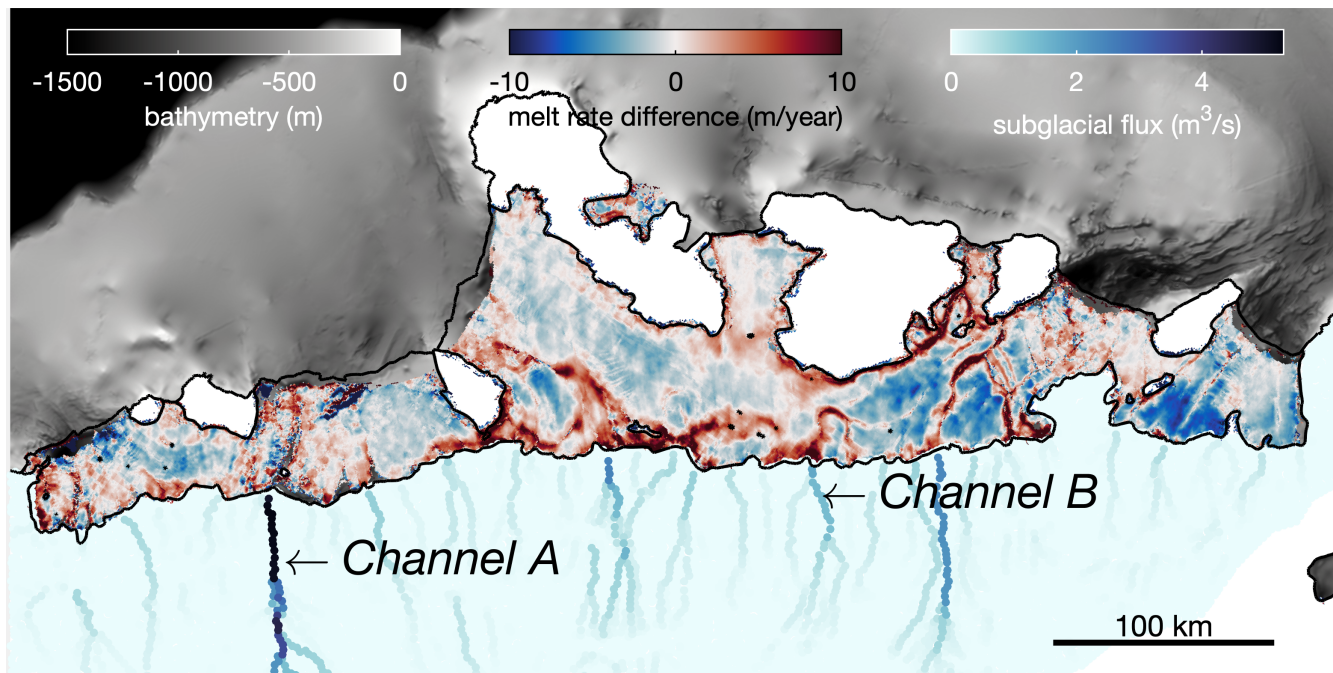 -1500 -1000 -500 0
bathymetry (m)
-10 0 10
melt rate difference (m/year)
0 2 4
subglacial flux (m³/s)
← Channel B
← Channel A
100 km